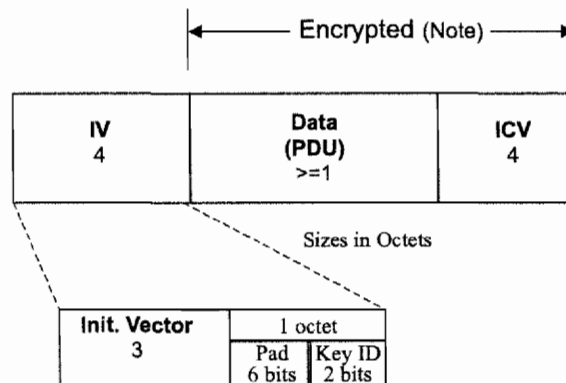 Encrypted (Note)
IV
4
Data
(PDU)
>=1
ICV
4
Sizes in Octets
Init. Vector
3
1 octet
Pad
6 bits
Key ID
2 bits